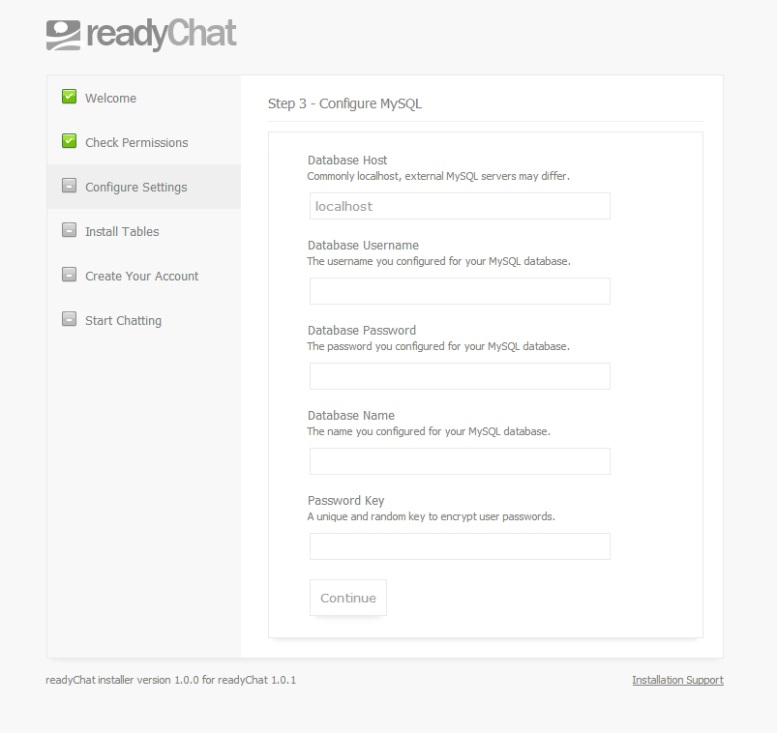 readyChat
Welcome
Check Permissions
Configure Settings
Install Tables
Create Your Account
Start Chatting
Step 3 - Configure MySQL
Database Host
Commonly localhost, external MySQL servers may differ.
localhost
Database Username
The username you configured for your MySQL database.
Database Password
The password you configured for your MySQL database.
Database Name
The name you configured for your MySQL database.
Password Key
A unique and random key to encrypt user passwords.
Continue
readyChat installer version 1.0.0 for readyChat 1.0.1
Installation Support